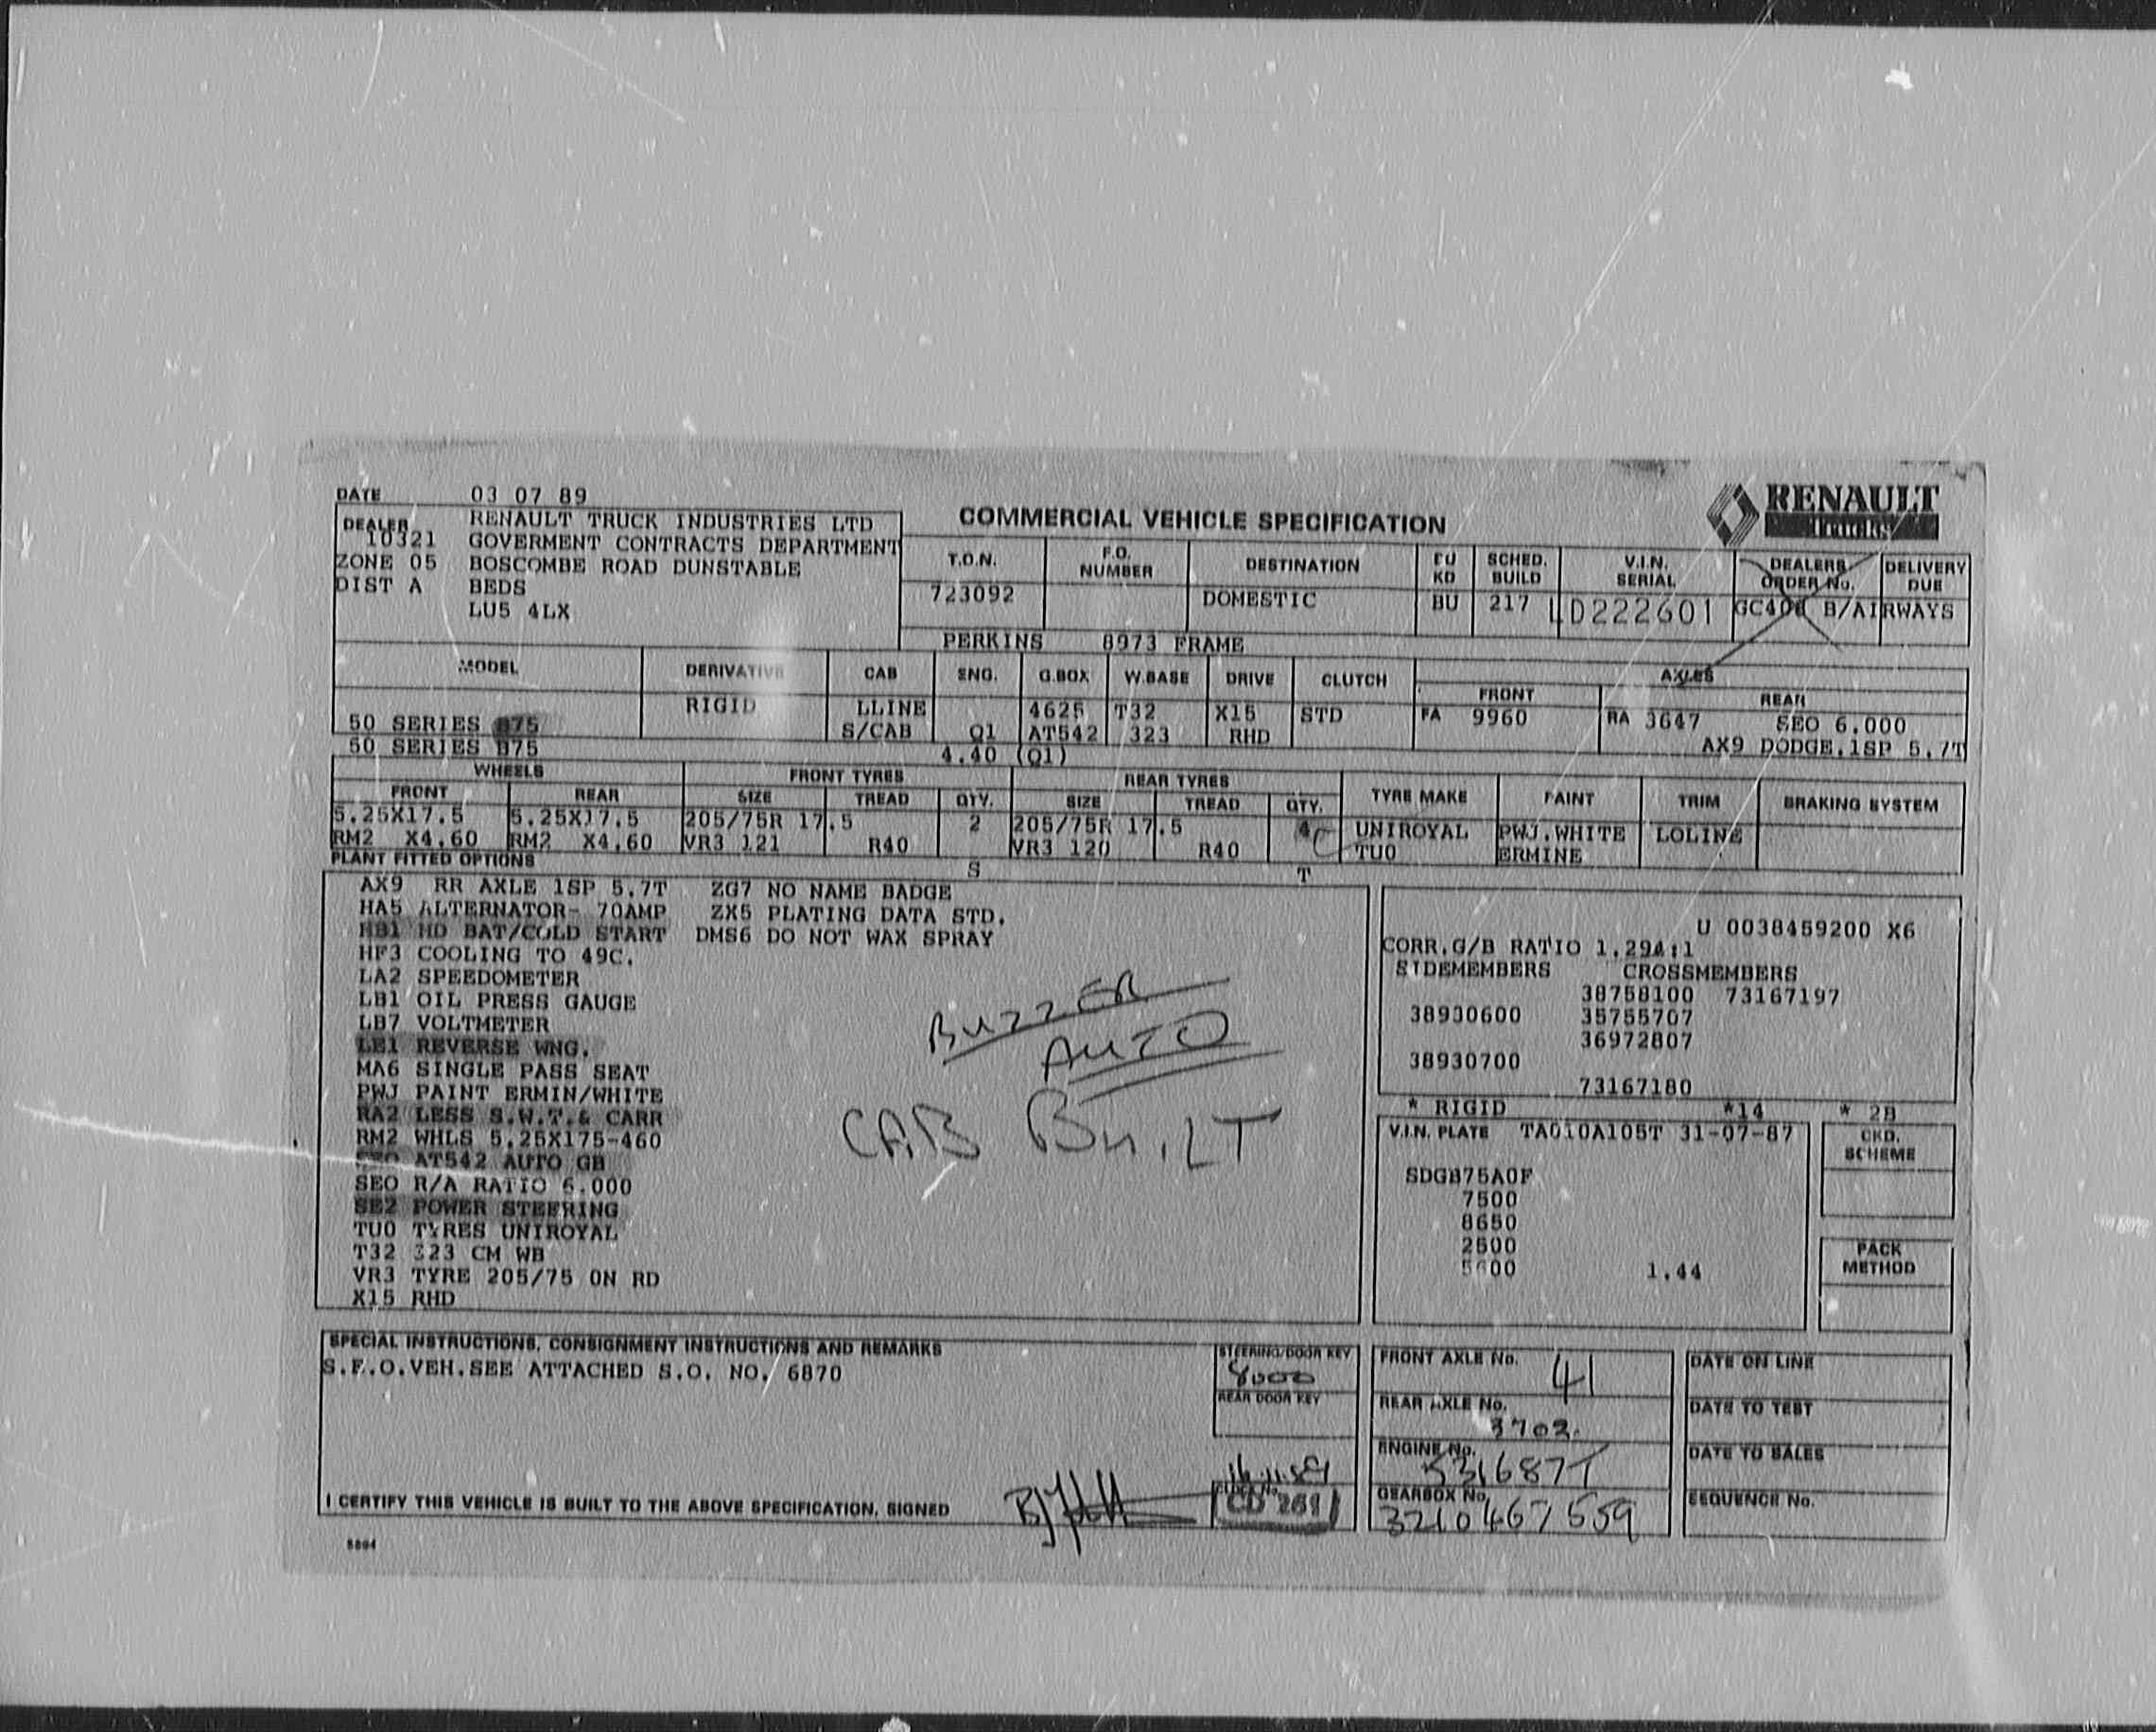 DATE 03 07 89
RENAULT
Trucks
COMMERCIAL VEHICLE SPECIFICATION
DEALER 10321 RENAULT TRUCK INDUSTRIES LTD
GOVERMENT CONTRACTS DEPARTMENT
ZONE 05 BOSCOMBE ROAD DUNSTABLE
DIST A BEDS
LU5 4LX
T.O.N. F.O. NUMBER DESTINATION KD SCHED. BUILD V.I.N. SERIAL DEALERS ORDER No. DELIVERY DUE
723092 DOMESTIC BU 217 LD222601 B/AIRWAYS
PERKINS 8973 FRAME
MODEL DERIVATIVE CAB ENG. G.BOX W.BASE DRIVE CLUTCH AXLES
FRONT REAR
RIGID LLINE 4625 T32 X15 STD FA 9960 RA 3647 SEO 6.000
50 SERIES B75 S/CAB Q1 AT542 323 RHD
50 SERIES B75 4.40 (Q1) AX9 DODGE.1SP 5.7T
WHEELS FRONT TYRES REAR TYRES TYRE MAKE PAINT TRIM BRAKING SYSTEM
FRONT REAR SIZE TREAD QTY. SIZE TREAD QTY.
5.25X17.5 5.25X17.5 205/75R 17.5 2 205/75R 17.5 UNIROYAL PWJ.WHITE LOLINE
RM2 X4.60 RM2 X4.60 VR3 121 R40 VR3 120 R40 TU0 ERMINE
PLANT FITTED OPTIONS S T
AX9 RR AXLE 1SP 5.7T ZG7 NO NAME BADGE
HA5 ALTERNATOR- 70AMP ZX5 PLATING DATA STD.
HB1 HD BAT/COLD START DMS6 DO NOT WAX SPRAY
HF3 COOLING TO 49C.
LA2 SPEEDOMETER
LB1 OIL PRESS GAUGE
LB7 VOLTMETER
LE1 REVERSE WNG.
MA6 SINGLE PASS SEAT
PWJ PAINT ERMIN/WHITE
RA2 LESS S.W.T.& CARR
RM2 WHLS 5.25X175-460
AT542 AUTO GB
SEO R/A RATIO 6.000
SE2 POWER STEERING
TU0 TYRES UNIROYAL
T32 323 CM WB
VR3 TYRE 205/75 ON RD
X15 RHD
BUZZER
AUTO
CAB BUILT
U 0038459200 X6
CORR.G/B RATIO 1.294:1
SIDEMEMBERS CROSSMEMBERS
38758100 73167197
38930600 35755707
36972807
38930700
73167180
* RIGID *14 * 2B
V.I.N. PLATE TA010A105T 31-07-87
CKD. SCHEME
SDGB75A0F
7500
8650
2500
1.44
PACK METHOD
SPECIAL INSTRUCTIONS, CONSIGNMENT INSTRUCTIONS AND REMARKS
S.E.O.VEH.SEE ATTACHED S.O. NO. 6870
STEERING/DOOR KEY
8000
REAR DOOR KEY
16.11.89
CD 261
I CERTIFY THIS VEHICLE IS BUILT TO THE ABOVE SPECIFICATION. SIGNED
FRONT AXLE No. 41
REAR AXLE No.
3702
ENGINE No.
GEARBOX No.
3210467559
DATE ON LINE
DATE TO TEST
DATE TO SALES
SEQUENCE No.